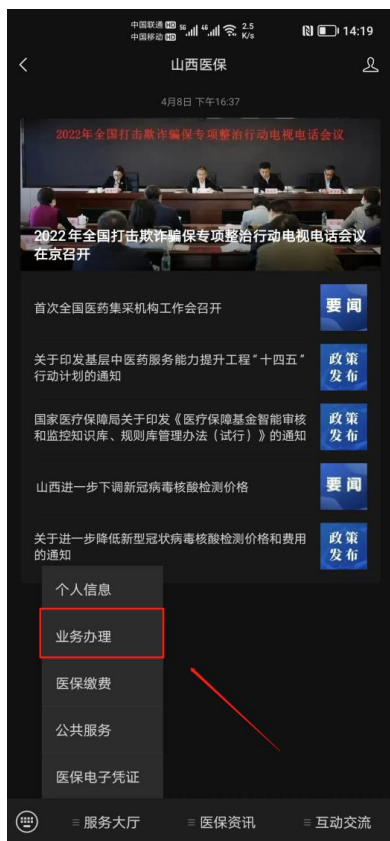 中国联通 HD 5G 4G 2.5
中国移动 HD K/s 14:19
山西医保
4月8日 下午16:37
2022年全国打击欺诈骗保专项整治行动电视电话会议
2022年全国打击欺诈骗保专项整治行动电视电话会议
在京召开
首次全国医药集采机构工作会召开
要闻
关于印发基层中医药服务能力提升工程“十四五”
行动计划的通知
政策
发布
国家医疗保障局关于印发《医疗保障基金智能审核
和监控知识库、规则库管理办法（试行）》的通知
政策
发布
山西进一步下调新冠病毒核酸检测价格
要闻
关于进一步降低新型冠状病毒核酸检测价格和费用
的通知
政策
发布
个人信息
业务办理
医保缴费
公共服务
医保电子凭证
服务大厅
医保资讯
互动交流